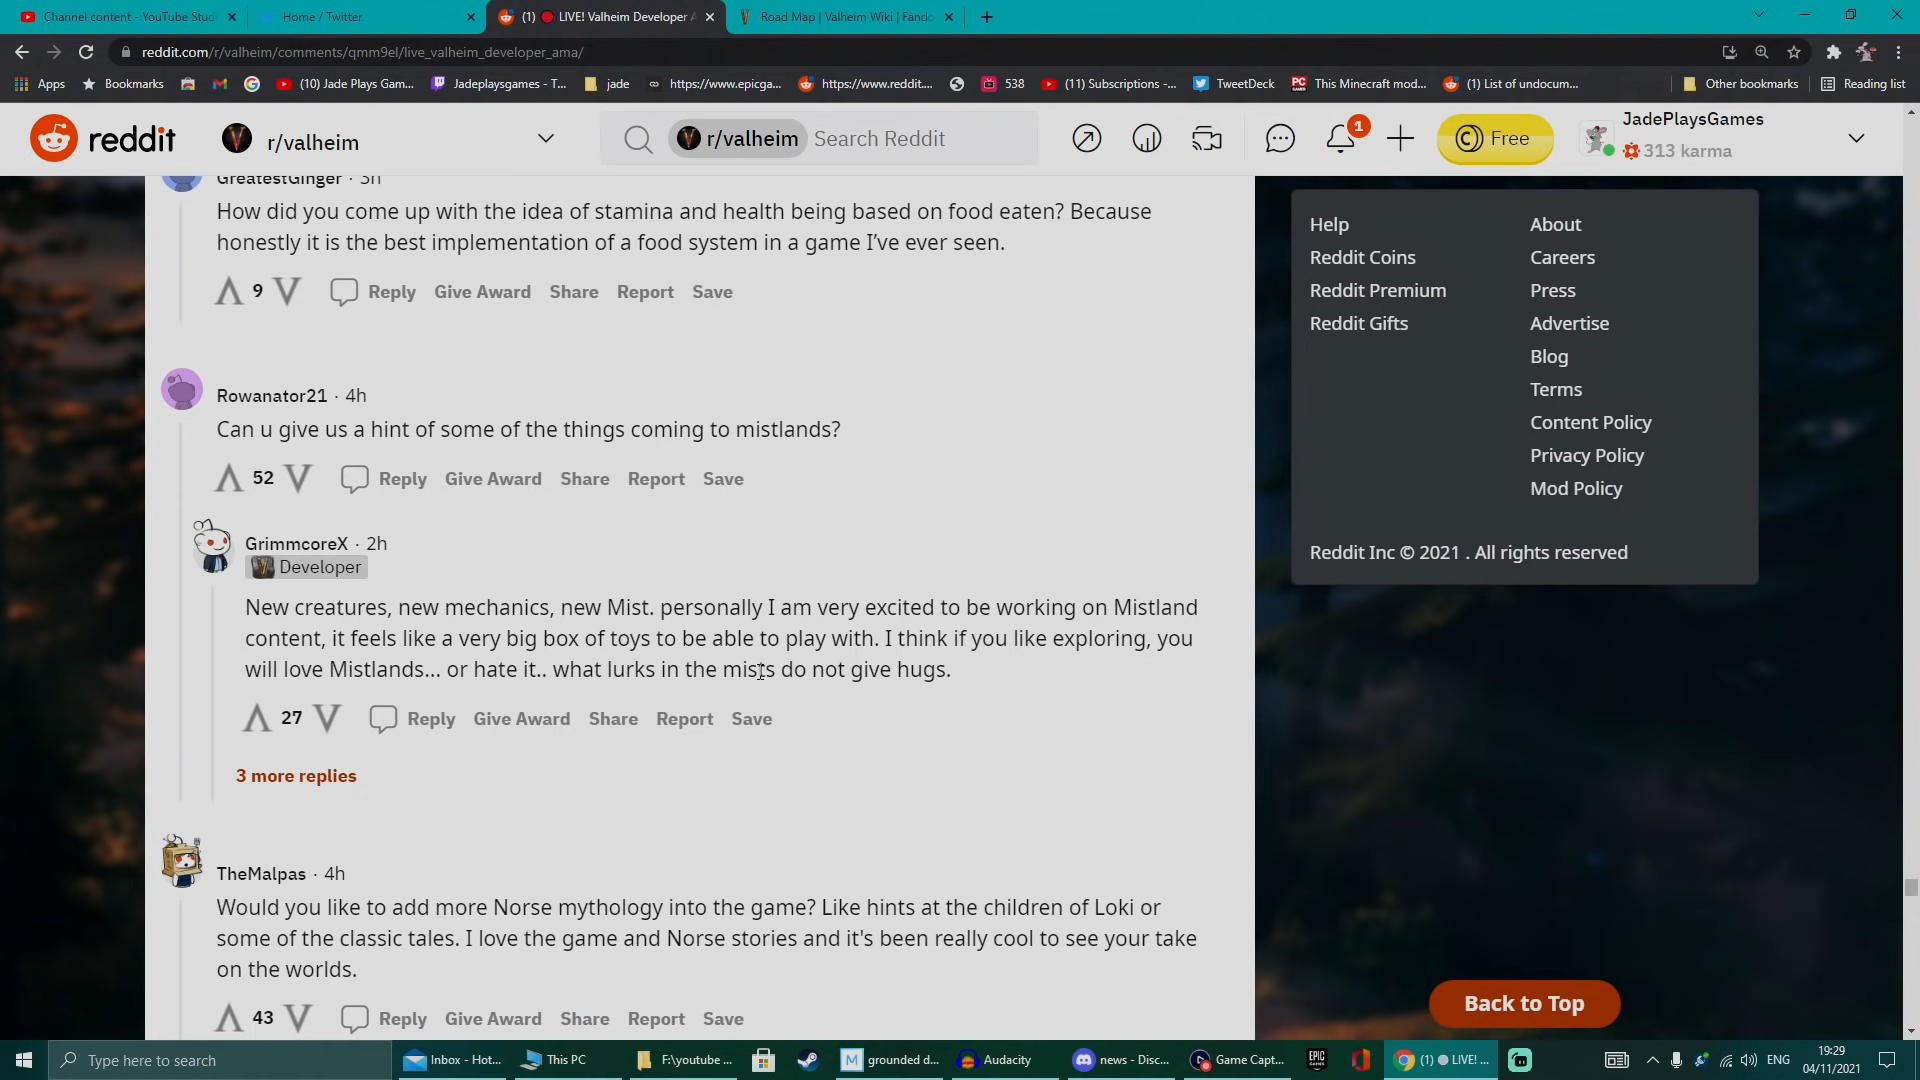 Channel content - YouTube Stud
Home / Twitter
(1) 🔴 LIVE! Valheim Developer A
Road Map | Valheim Wiki | Fando
reddit.com/r/valheim/comments/qmm9el/live_valheim_developer_ama/
Apps
Bookmarks
(10) Jade Plays Gam...
Jadeplaysgames - T...
jade
https://www.epicga...
https://www.reddit....
538
(11) Subscriptions -...
TweetDeck
This Minecraft mod...
(1) List of undocum...
Other bookmarks
Reading list
reddit
r/valheim
r/valheim Search Reddit
1
Free
JadePlaysGames
313 karma
GreatestGinger · 3h
How did you come up with the idea of stamina and health being based on food eaten? Because
honestly it is the best implementation of a food system in a game I've ever seen.
9 Reply Give Award Share Report Save
Rowanator21 · 4h
Can u give us a hint of some of the things coming to mistlands?
52 Reply Give Award Share Report Save
GrimmcoreX · 2h
Developer
New creatures, new mechanics, new Mist. personally I am very excited to be working on Mistland
content, it feels like a very big box of toys to be able to play with. I think if you like exploring, you
will love Mistlands... or hate it.. what lurks in the mists do not give hugs.
27 Reply Give Award Share Report Save
3 more replies
TheMalpas · 4h
Would you like to add more Norse mythology into the game? Like hints at the children of Loki or
some of the classic tales. I love the game and Norse stories and it's been really cool to see your take
on the worlds.
43 Reply Give Award Share Report Save
Help
Reddit Coins
Reddit Premium
Reddit Gifts
About
Careers
Press
Advertise
Blog
Terms
Content Policy
Privacy Policy
Mod Policy
Reddit Inc © 2021 . All rights reserved
Back to Top
Type here to search
Inbox - Hot...
This PC
F:\youtube ...
grounded d...
Audacity
news - Disc...
Game Capt...
EPIC GAMES
(1) 🔴 LIVE! ...
ENG
19:29
04/11/2021